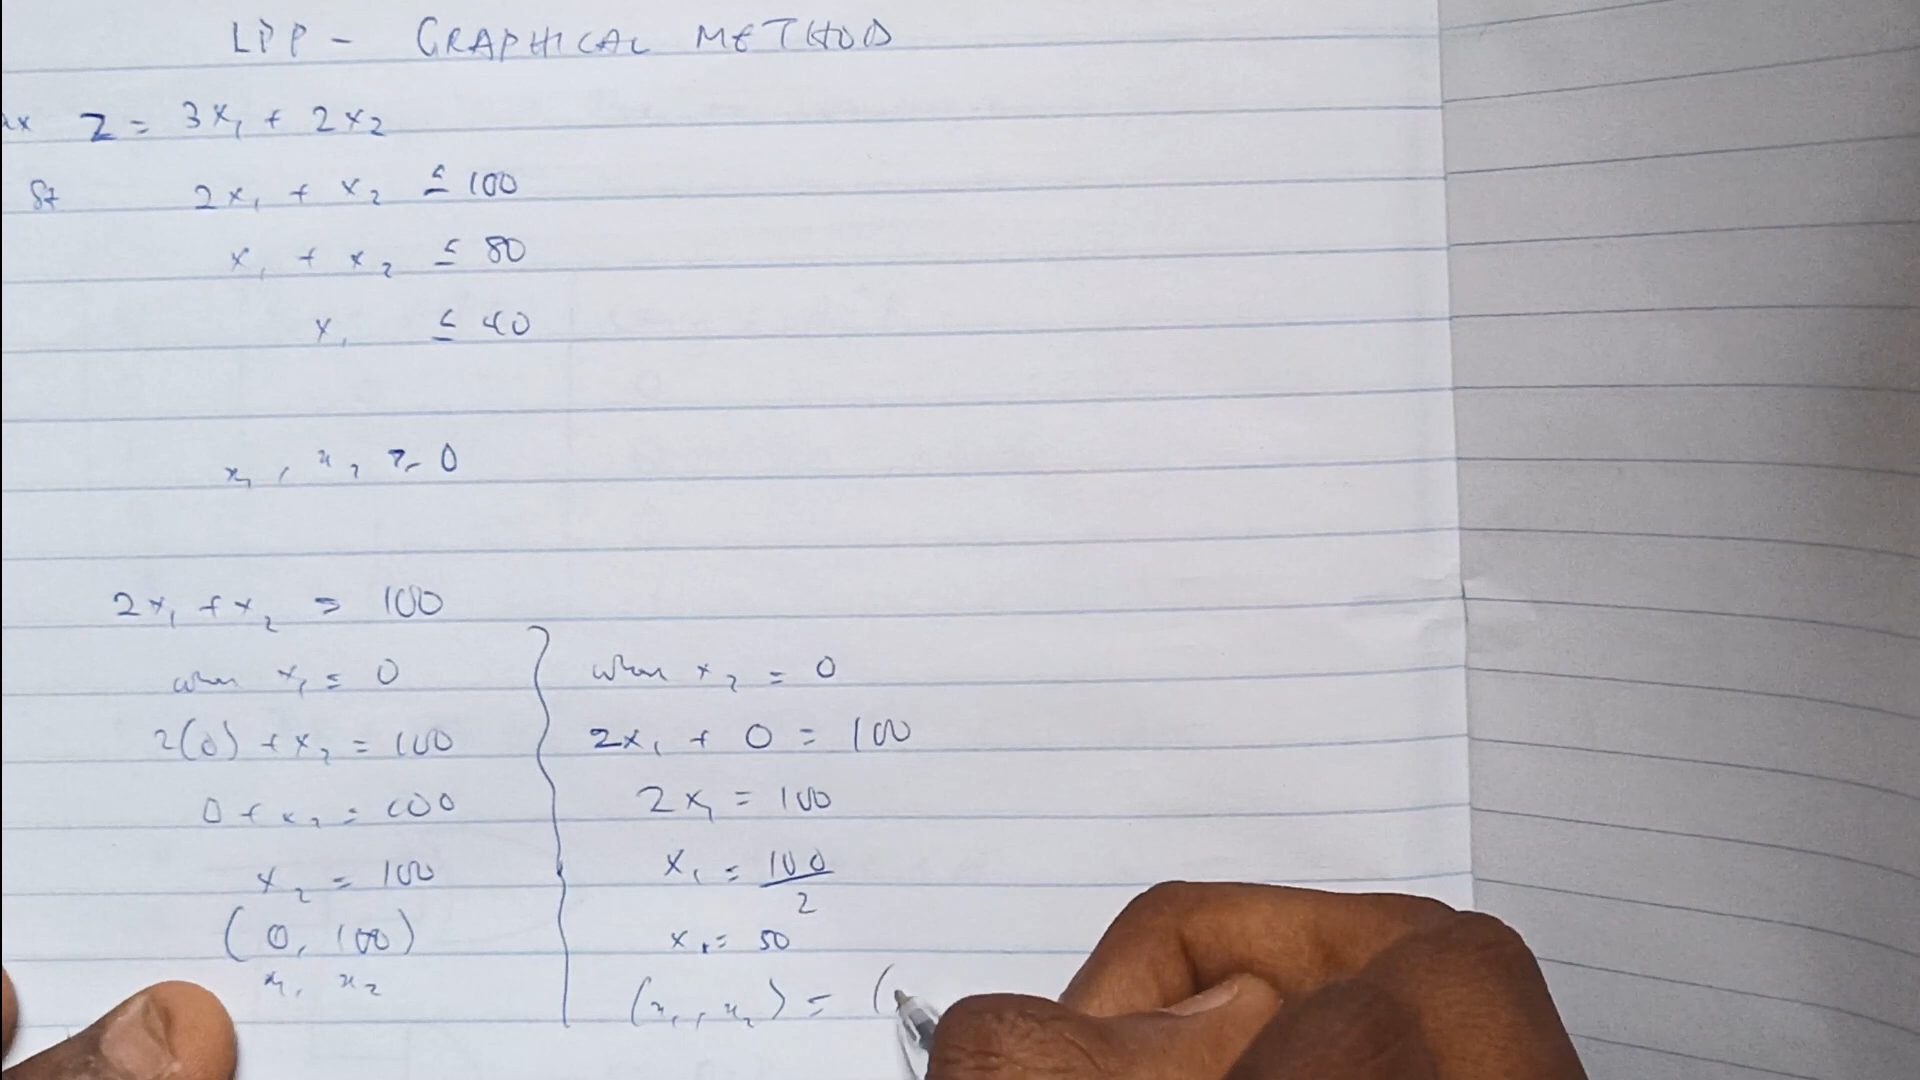 LPP - GRAPHICAL METHOD
ax Z = 3x₁ + 2x₂
St 2x₁ + x₂ ≤ 100
x₁ + x₂ ≤ 80
x₁ ≤ 40
x₁, x₂ ≥ 0
2x₁ + x₂ = 100
when x₁ = 0
2(0) + x₂ = 100
0 + x₂ = 100
x₂ = 100
(0, 100)
x₁, x₂
when x₂ = 0
2x₁ + 0 = 100
2x₁ = 100
x₁ = 100/2
x₁ = 50
(x₁, x₂) = (